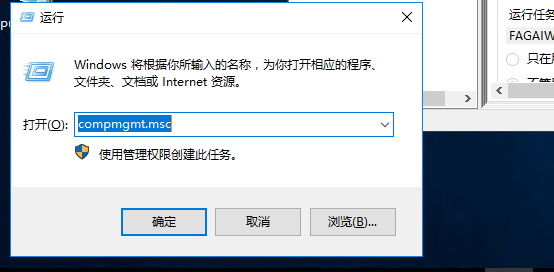 运行
Windows 将根据你所输入的名称，为你打开相应的程序、
文件夹、文档或 Internet 资源。
打开(O):
compmgmt.msc
使用管理权限创建此任务。
确定
取消
浏览(B)...
运行任务
FAGAIW
只在